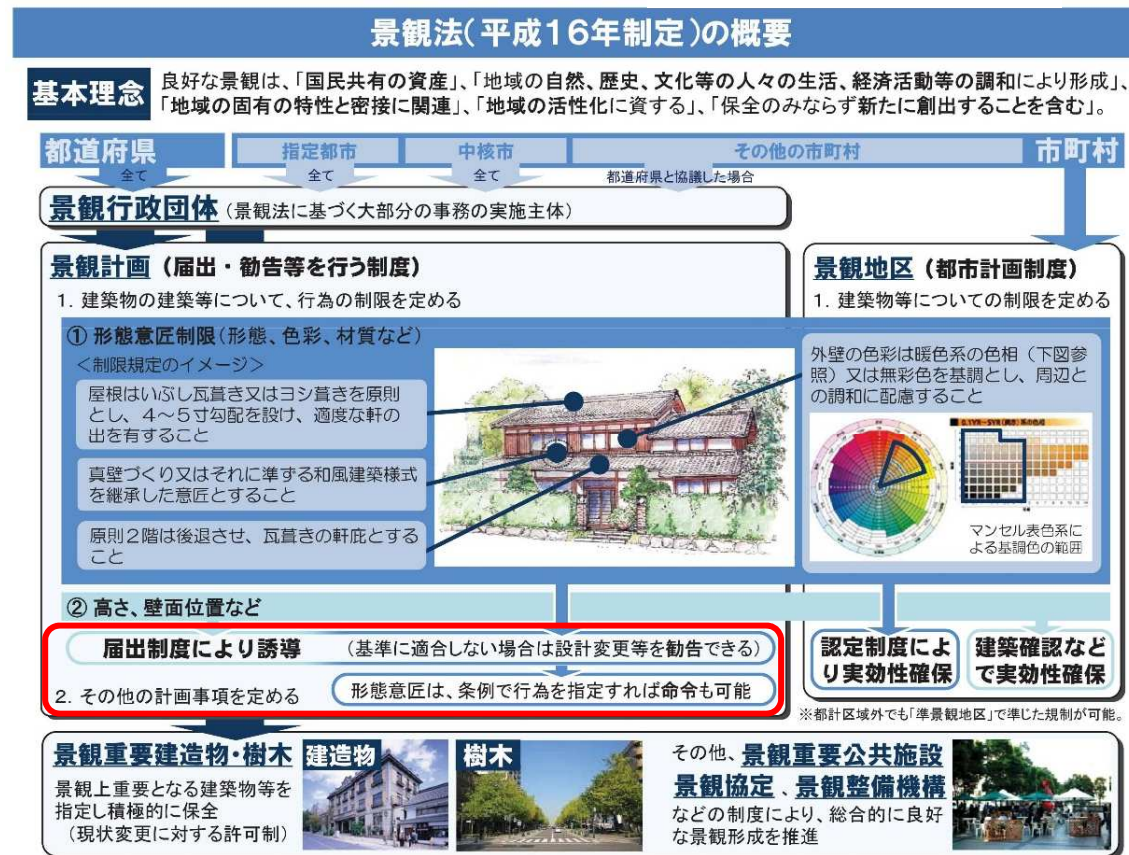 景観法(平成16年制定)の概要
基本理念
良好な景観は、「国民共有の資産」、「地域の自然、歴史、文化等の人々の生活、経済活動等の調和により形成」、
「地域の固有の特性と密接に関連」、「地域の活性化に資する」、「保全のみならず新たに創出することを含む」。
都道府県
指定都市
中核市
その他の市町村
市町村
全て
全て
全て
都道府県と協議した場合
景観行政団体 (景観法に基づく大部分の事務の実施主体)
景観計画 (届出・勧告等を行う制度)
1. 建築物の建築等について、行為の制限を定める
① 形態意匠制限(形態、色彩、材質など)
<制限規定のイメージ>
屋根はいぶし瓦葺き又はヨシ葺きを原則
とし、4～5寸勾配を設け、適度な軒の
出を有すること
真壁づくり又はそれに準ずる和風建築様式
を継承した意匠とすること
原則2階は後退させ、瓦葺きの軒庇とする
こと
景観地区 (都市計画制度)
1. 建築物等についての制限を定める
外壁の色彩は暖色系の色相(下図参
照)又は無彩色を基調とし、周辺と
の調和に配慮すること
マンセル表色系に
よる基調色の範囲
② 高さ、壁面位置など
届出制度により誘導 (基準に適合しない場合は設計変更等を勧告できる)
2. その他の計画事項を定める
形態意匠は、条例で行為を指定すれば命令も可能
認定制度によ
り実効性確保
建築確認など
で実効性確保
※都計区域外でも「準景観地区」で準じた規制が可能。
景観重要建造物・樹木
景観上重要となる建築物等を
指定し積極的に保全
(現状変更に対する許可制)
建造物
樹木
その他、景観重要公共施設
景観協定、景観整備機構
などの制度により、総合的に良好
な景観形成を推進